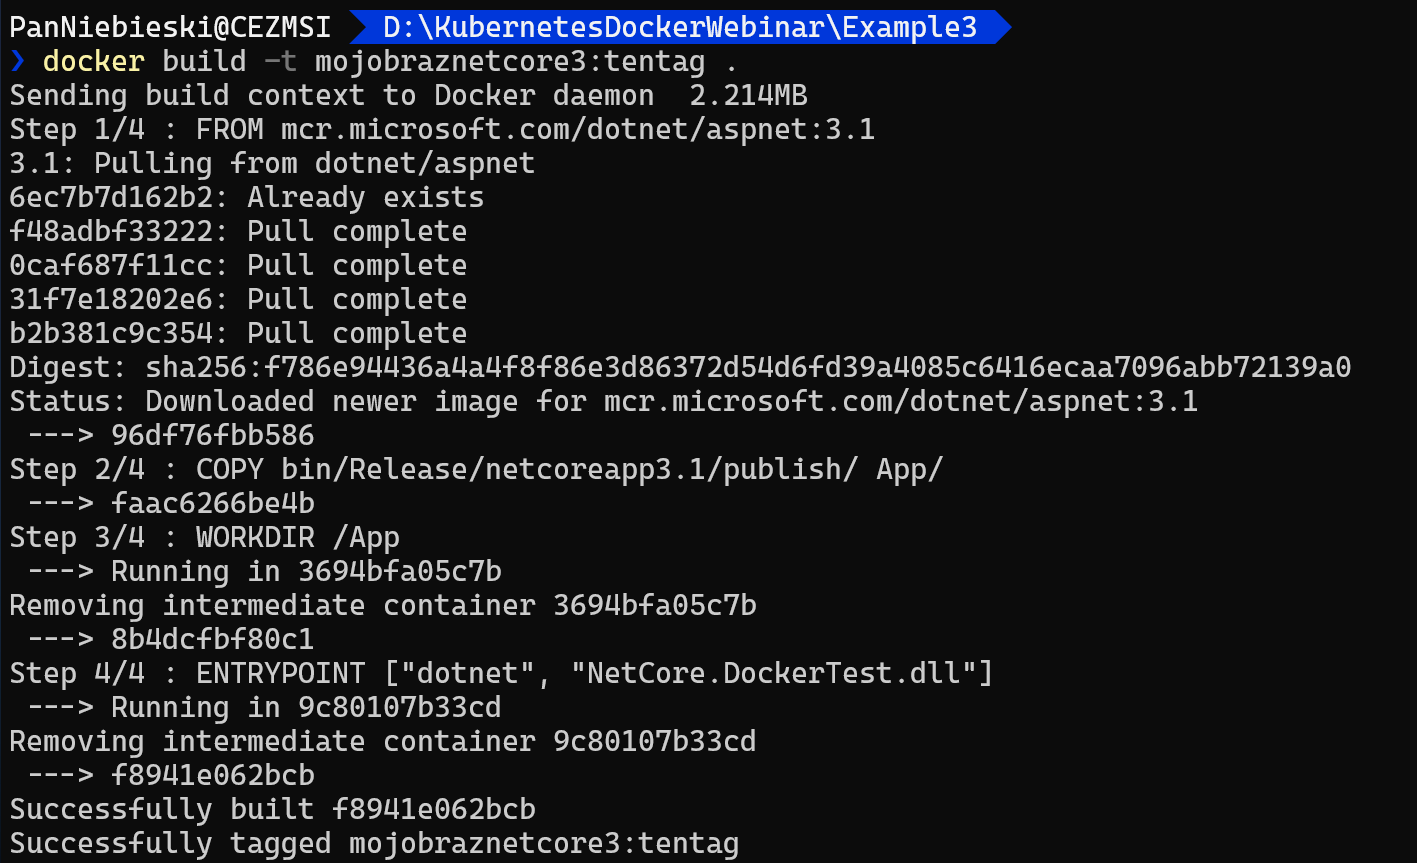 PanNiebieski@CEZMSI D:\KubernetesDockerWebinar\Example3
❯ docker build -t mojobraznetcore3:tentag .
Sending build context to Docker daemon  2.214MB
Step 1/4 : FROM mcr.microsoft.com/dotnet/aspnet:3.1
3.1: Pulling from dotnet/aspnet
6ec7b7d162b2: Already exists
f48adbf33222: Pull complete
0caf687f11cc: Pull complete
31f7e18202e6: Pull complete
b2b381c9c354: Pull complete
Digest: sha256:f786e94436a4a4f8f86e3d86372d54d6fd39a4085c6416ecaa7096abb72139a0
Status: Downloaded newer image for mcr.microsoft.com/dotnet/aspnet:3.1
 ---> 96df76fbb586
Step 2/4 : COPY bin/Release/netcoreapp3.1/publish/ App/
 ---> faac6266be4b
Step 3/4 : WORKDIR /App
 ---> Running in 3694bfa05c7b
Removing intermediate container 3694bfa05c7b
 ---> 8b4dcfbf80c1
Step 4/4 : ENTRYPOINT ["dotnet", "NetCore.DockerTest.dll"]
 ---> Running in 9c80107b33cd
Removing intermediate container 9c80107b33cd
 ---> f8941e062bcb
Successfully built f8941e062bcb
Successfully tagged mojobraznetcore3:tentag